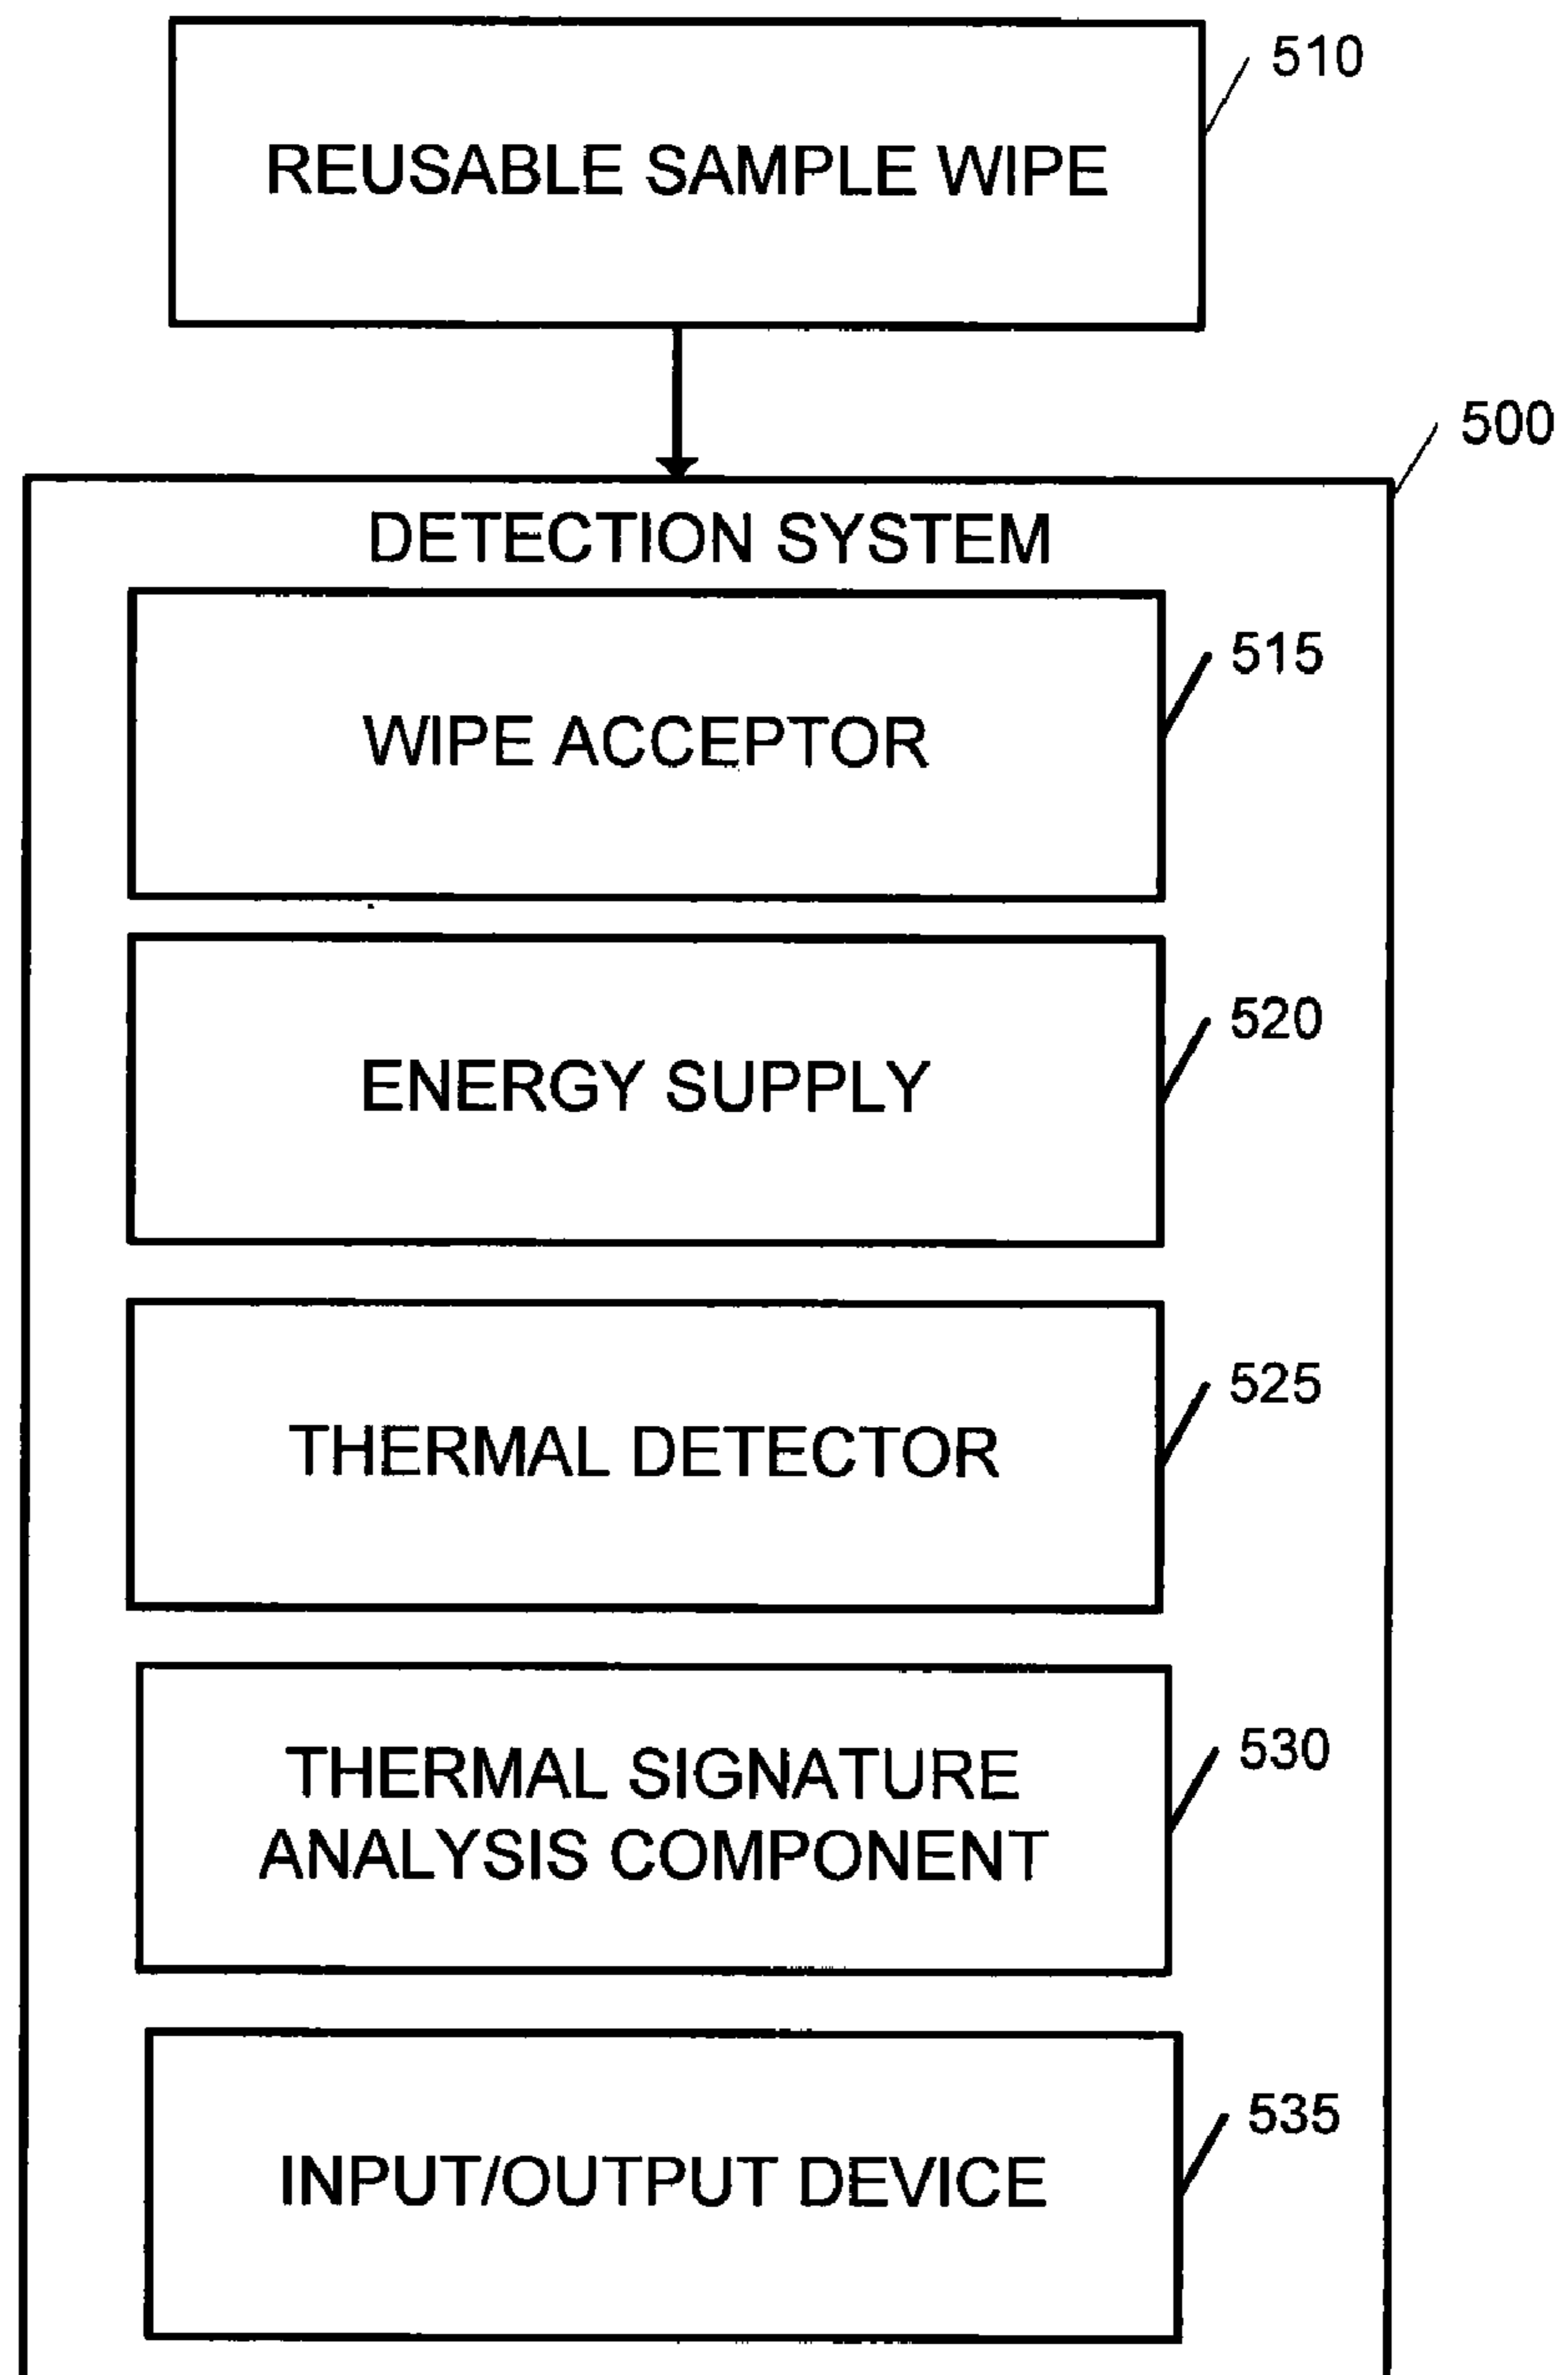 510
REUSABLE SAMPLE WIPE
500
DETECTION SYSTEM
515
WIPE ACCEPTOR
520
ENERGY SUPPLY
525
THERMAL DETECTOR
530
THERMAL SIGNATURE
ANALYSIS COMPONENT
535
INPUT/OUTPUT DEVICE